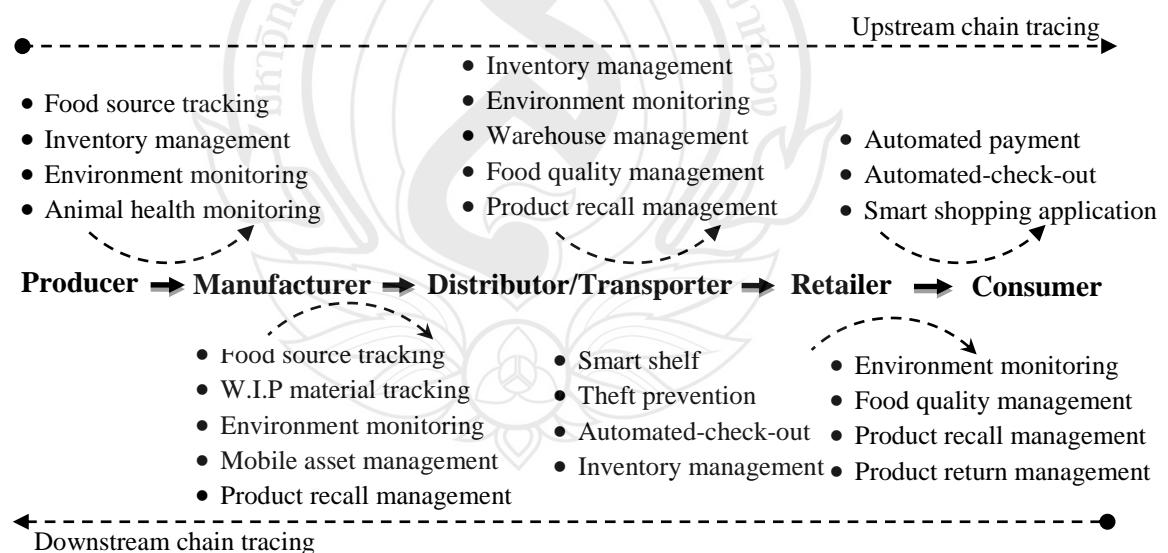 Upstream chain tracing
• Food source tracking
• Inventory management
• Environment monitoring
• Animal health monitoring
• Inventory management
• Environment monitoring
• Warehouse management
• Food quality management
• Product recall management
• Automated payment
• Automated-check-out
• Smart shopping application
Producer → Manufacturer → Distributor/Transporter → Retailer → Consumer
• Food source tracking
• W.I.P material tracking
• Environment monitoring
• Mobile asset management
• Product recall management
• Smart shelf
• Theft prevention
• Automated-check-out
• Inventory management
• Environment monitoring
• Food quality management
• Product recall management
• Product return management
Downstream chain tracing